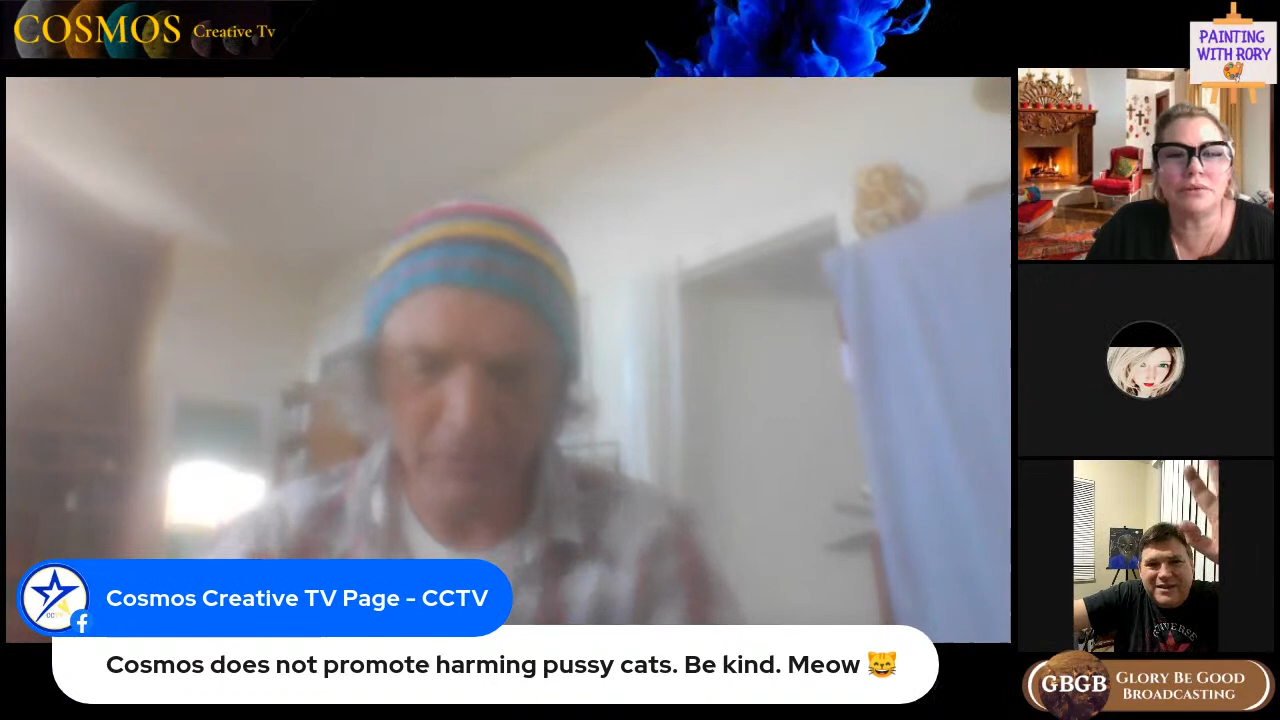 COSMOS Creative Tv
PAINTING
WITH RORY
Cosmos Creative TV Page - CCTV
Cosmos does not promote harming pussy cats. Be kind. Meow 😸
GBGB GLORY BE GOOD
BROADCASTING